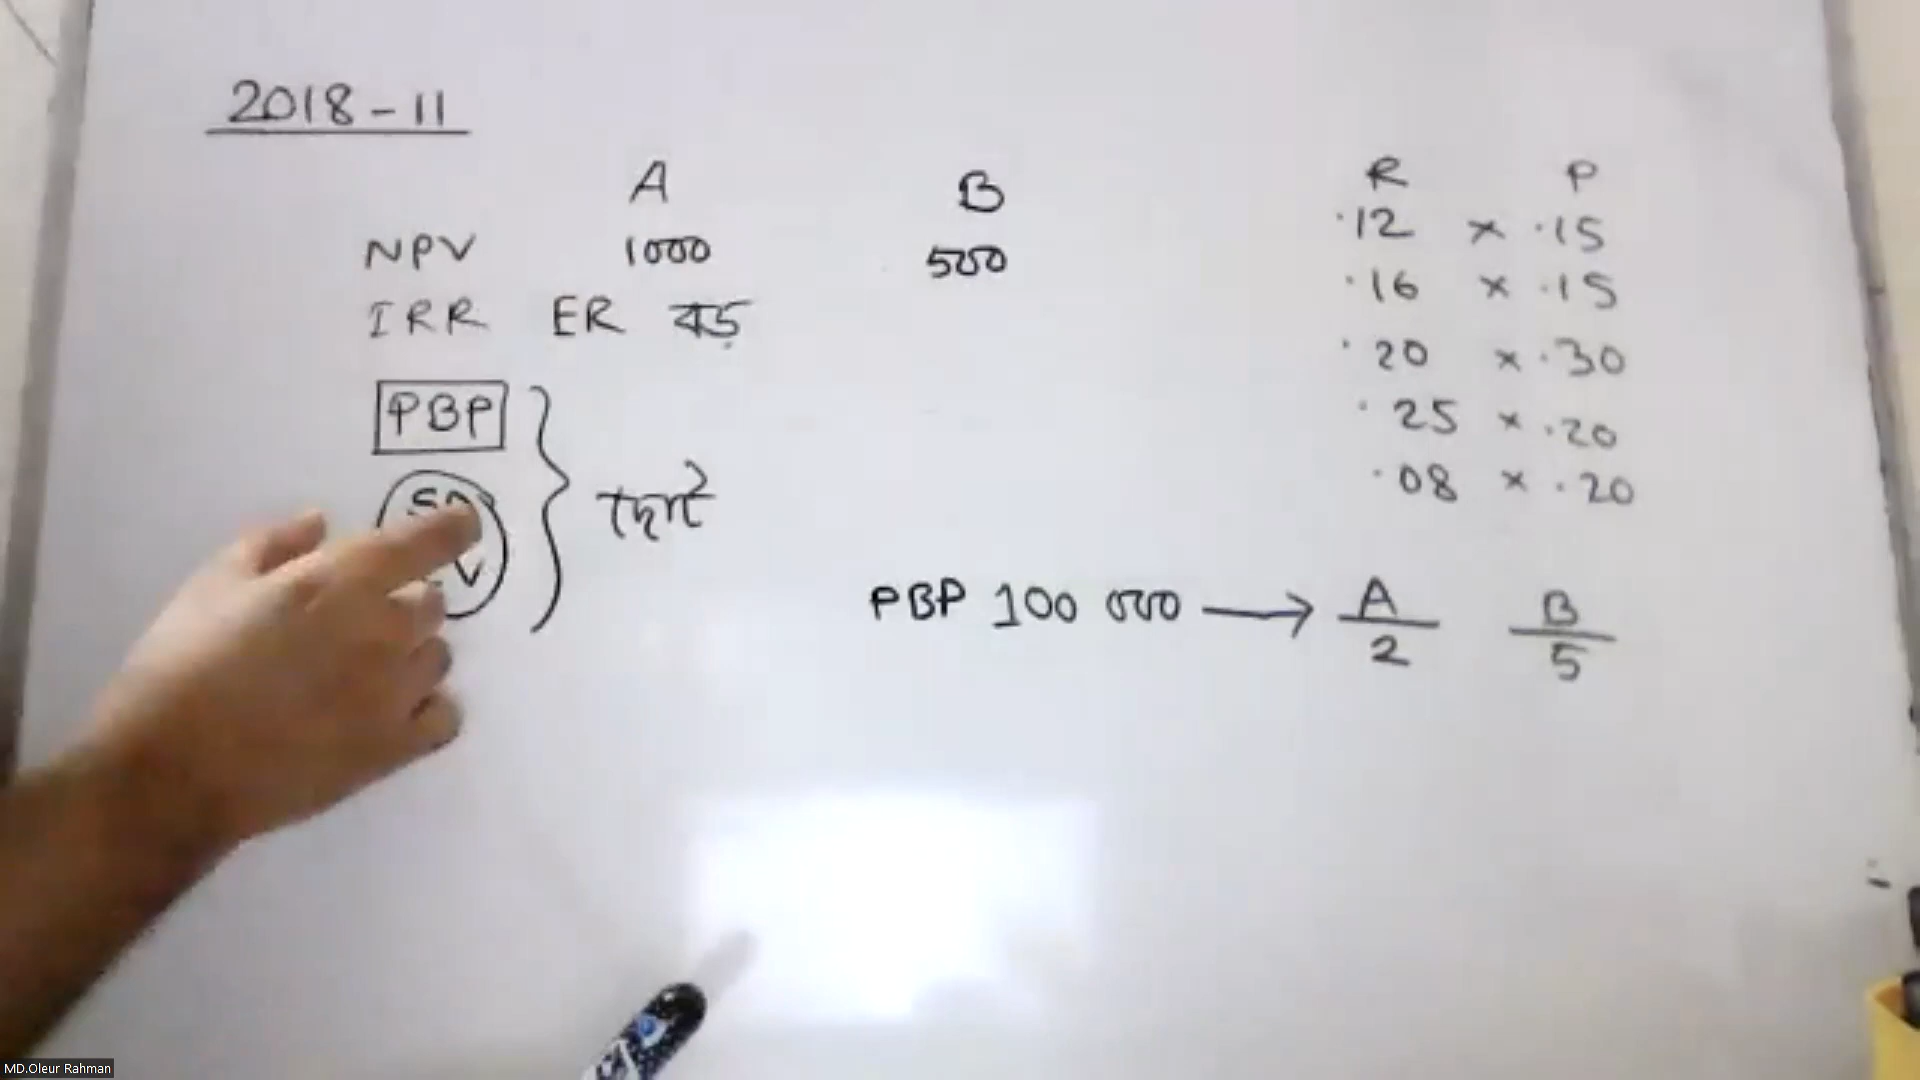 2018-11
A B
NPV 1000 500
IRR ER বড়
PBP
ছোট
R P
.12 × .15
.16 × .15
.20 × .30
.25 × .20
.08 × .20
PBP 100 000 → A B
2 5
MD.Oleur Rahman